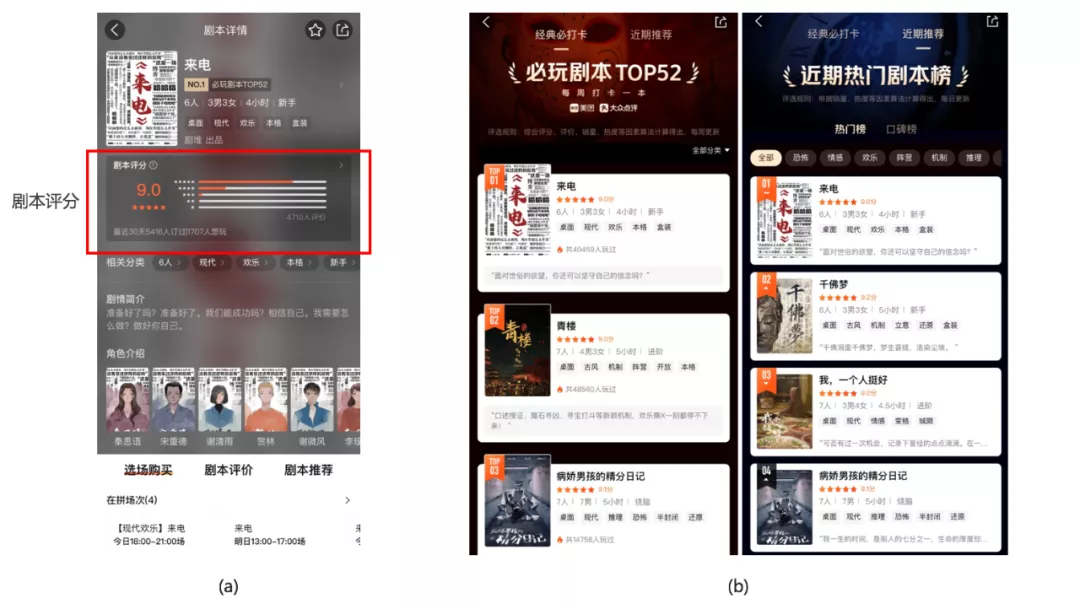 剧本详情
来电
NO.1 必玩剧本TOP52
6人 | 3男3女 | 4小时 | 新手
桌面 现代 欢乐 本格 盒装
剧堆 出品
剧本评分
9.0
4710人评价
最近30天5416人订过|1707人想玩
剧本评分
相关分类 6人 现代 欢乐 本格 新手
剧情简介
准备好了吗？准备好了。我们能成功吗？相信自己。我需要怎
么做？做好你自己。
角色介绍
秦思语 宋重德 谢清雨 贺林 谢微风
选场购买 剧本评价 剧本推荐
在拼场次(4)
【现代欢乐】来电
今日18:00~21:00场
来电
明日13:00~17:00场
(a)
经典必打卡 近期推荐
必玩剧本TOP52
每周打卡一本
美团 大众点评
评选规则：综合评分、评价、销量、热度等因素算法计算得出，每周更新
全部分类
TOP 01
来电
9.0分
6人 | 3男3女 | 4小时 | 新手
桌面 现代 欢乐 本格 盒装
共40459人玩过
“面对世俗的欲望，你还可以坚守自己的信念吗？”
TOP 02
青楼
青楼
9.0分
7人 | 4男3女 | 5小时 | 进阶
桌面 古风 机制 阵营 开放 本格
共48560人玩过
“口述搜证，魔石寻凶，寻宝打斗等新颖机制，欢乐撕X一刻都停不下
来！”
TOP 03
病娇男孩的精分日记
9.1分
7人 | 7男 | 5小时 | 烧脑
桌面 现代 推理 恐怖 半封闭 还原
共14758人玩过
经典必打卡 近期推荐
近期热门剧本榜
评选规则：根据销量、热度等因素算法计算得出，每日更新
热门榜 口碑榜
全部 恐怖 情感 欢乐 阵营 机制 推理
01
来电
9.0分
6人 | 3男3女 | 4小时 | 新手
桌面 现代 欢乐 本格 盒装
“面对世俗的欲望，你还可以坚守自己的信念吗？”
02
千佛梦
千佛梦
9.2分
6人 | 3男3女 | 5小时 | 新手
桌面 古风 机制 立意 还原 盒装
“千佛洞里千佛梦，梦生菩提，渔染尘埃。”
03
我，一个人挺好
9.0分
7人 | 3男4女 | 4.5小时 | 进阶
桌面 现代 情感 变格 城限
“可否有过一次机会，记录下曾经的点点滴滴。在一...
04
病娇男孩的精分日记
9.1分
7人 | 7男 | 5小时 | 烧脑
桌面 现代 推理 恐怖 半封闭 还原
“我一生的时间，是别人的七分之一，生命的厚度却...
(b)